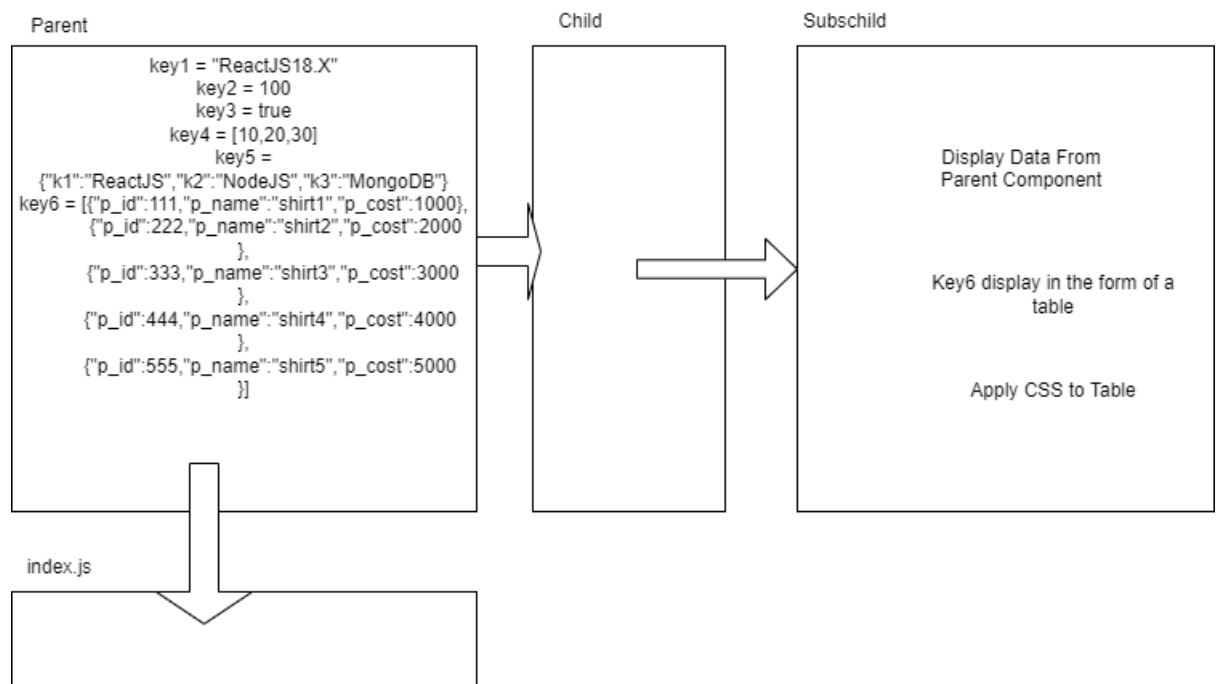 Parent
key1 = "ReactJS18.X"
key2 = 100
key3 = true
key4 = [10,20,30]
key5 =
{"k1":"ReactJS","k2":"NodeJS","k3":"MongoDB"}
key6 = [{"p_id":111,"p_name":"shirt1","p_cost":1000},
{"p_id":222,"p_name":"shirt2","p_cost":2000
},
{"p_id":333,"p_name":"shirt3","p_cost":3000
},
{"p_id":444,"p_name":"shirt4","p_cost":4000
},
{"p_id":555,"p_name":"shirt5","p_cost":5000
}]
Child
Subschild
Display Data From
Parent Component
Key6 display in the form of a
table
Apply CSS to Table
index.js